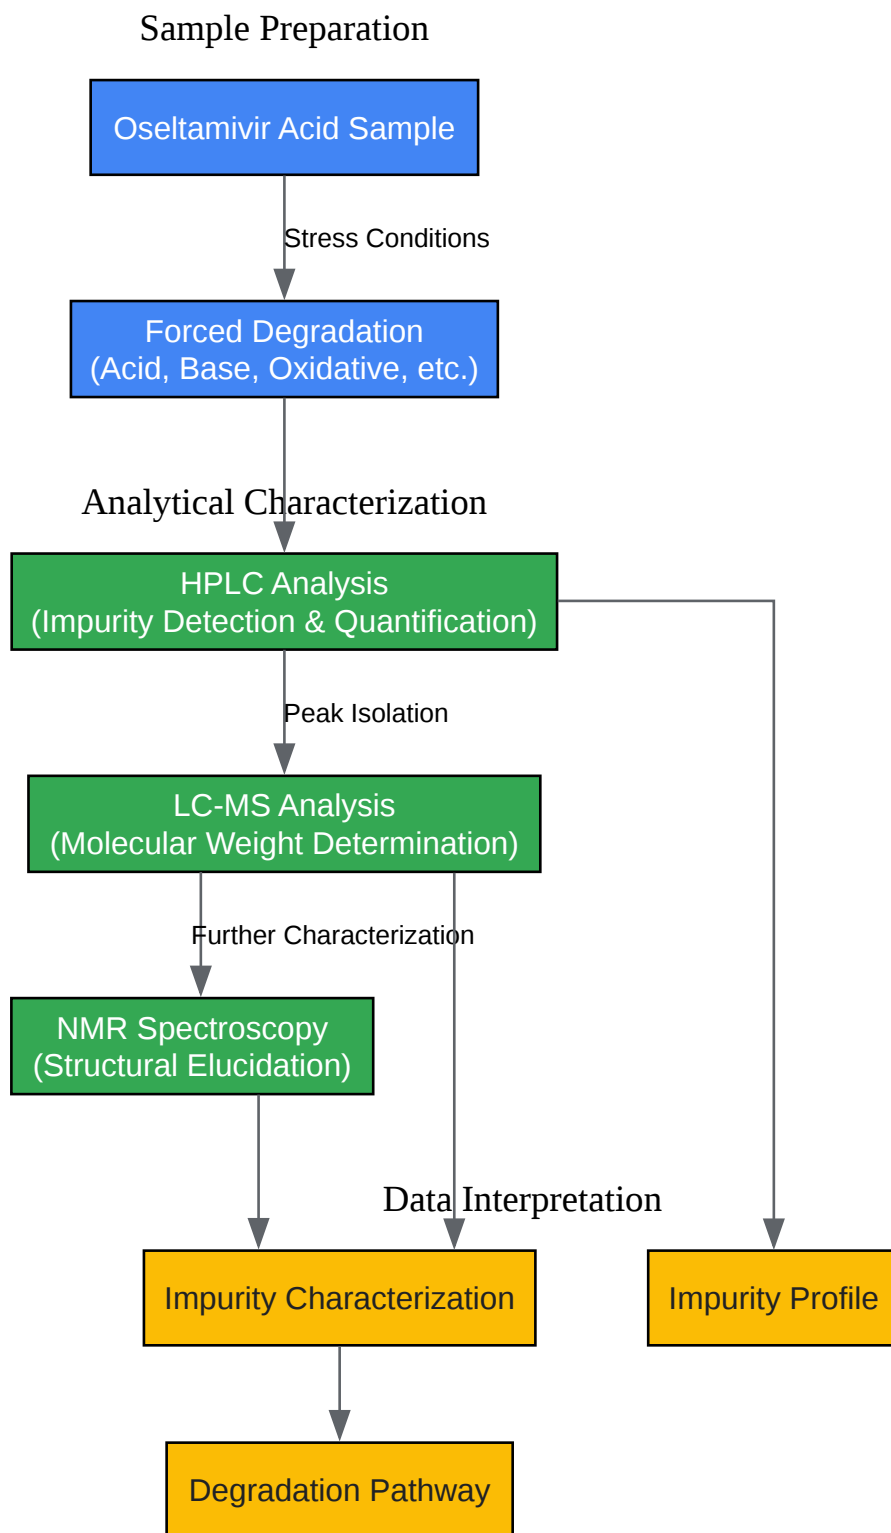 Sample Preparation
Oseltamivir Acid Sample
Stress Conditions
Forced Degradation
(Acid, Base, Oxidative, etc.)
Analytical Characterization
HPLC Analysis
(Impurity Detection & Quantification)
Peak Isolation
LC-MS Analysis
(Molecular Weight Determination)
Further Characterization
NMR Spectroscopy
(Structural Elucidation)
Data Interpretation
Impurity Characterization
Impurity Profile
Degradation Pathway